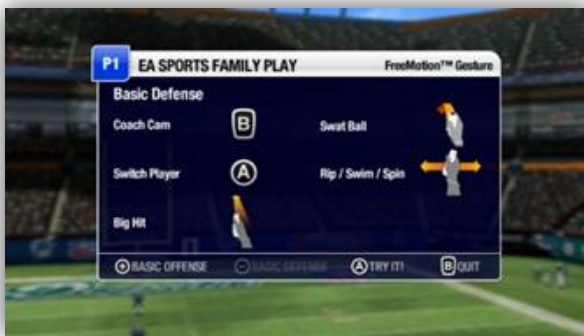 P1 EA SPORTS FAMILY PLAY FreeMotion™ Gesture
Basic Defense
Coach Cam B Swat Ball
Switch Player A Rip / Swim / Spin
Big Hit
+ BASIC OFFENSE - BASIC DEFENSE A TRY IT! B QUIT